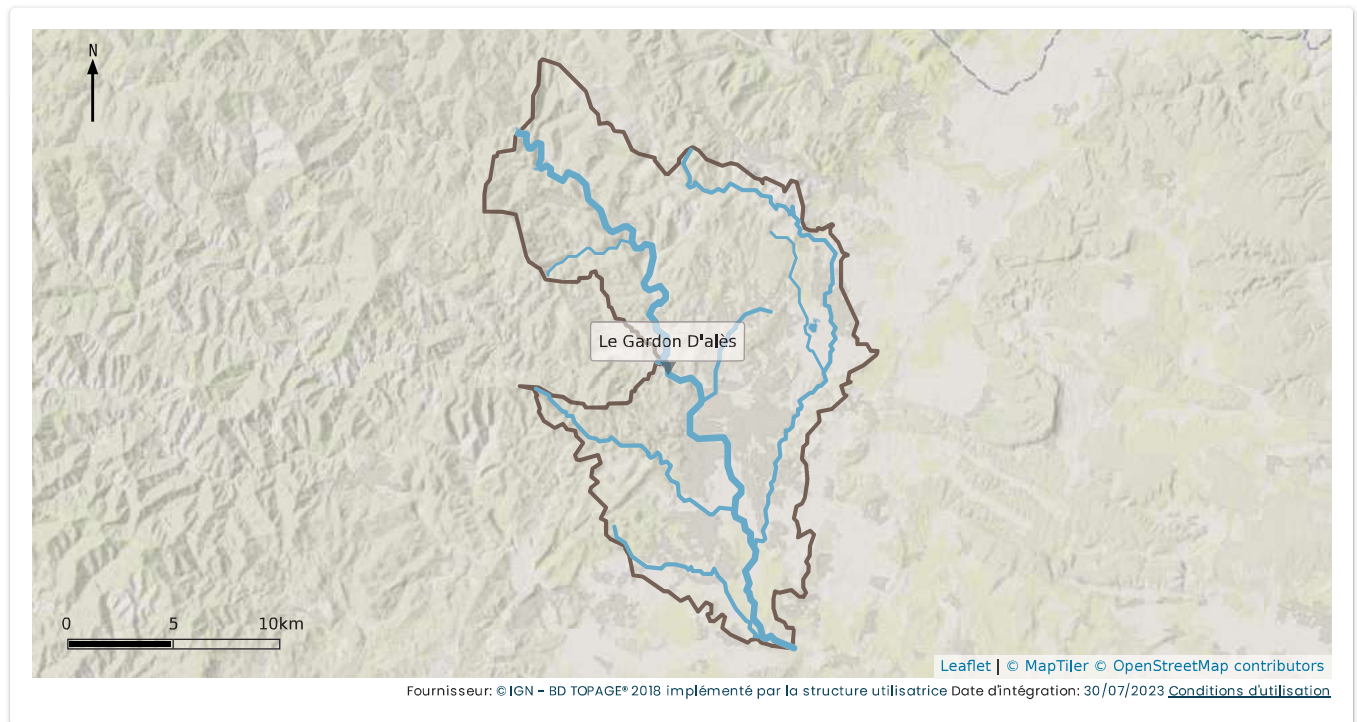 N
Le Gardon D'alès
0 5 10km
Leaflet | © MapTiler © OpenStreetMap contributors
Fournisseur: © IGN - BD TOPAGE® 2018 implémenté par la structure utilisatrice Date d'intégration: 30/07/2023 Conditions d'utilisation